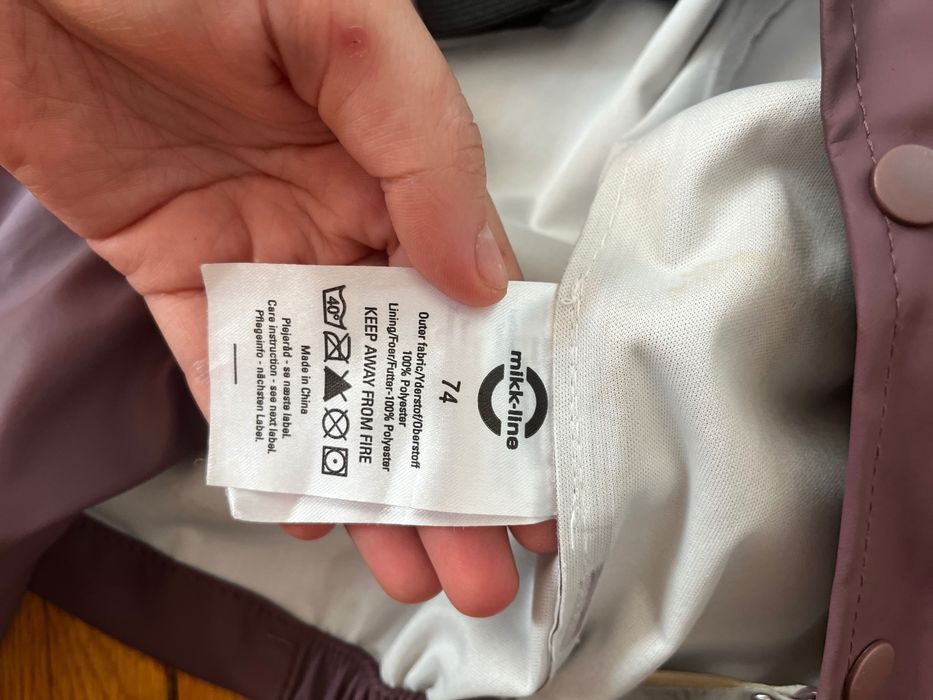 mikk-line
74
Outer fabric/Yderstof/Oberstoff
100% Polyester
Lining/Foer/Futter-100% Polyester
KEEP AWAY FROM FIRE
40°
Made in China
Plejeråd - se næste label.
Care instruction - see next label.
Pflegeinfo - nächsten Label.